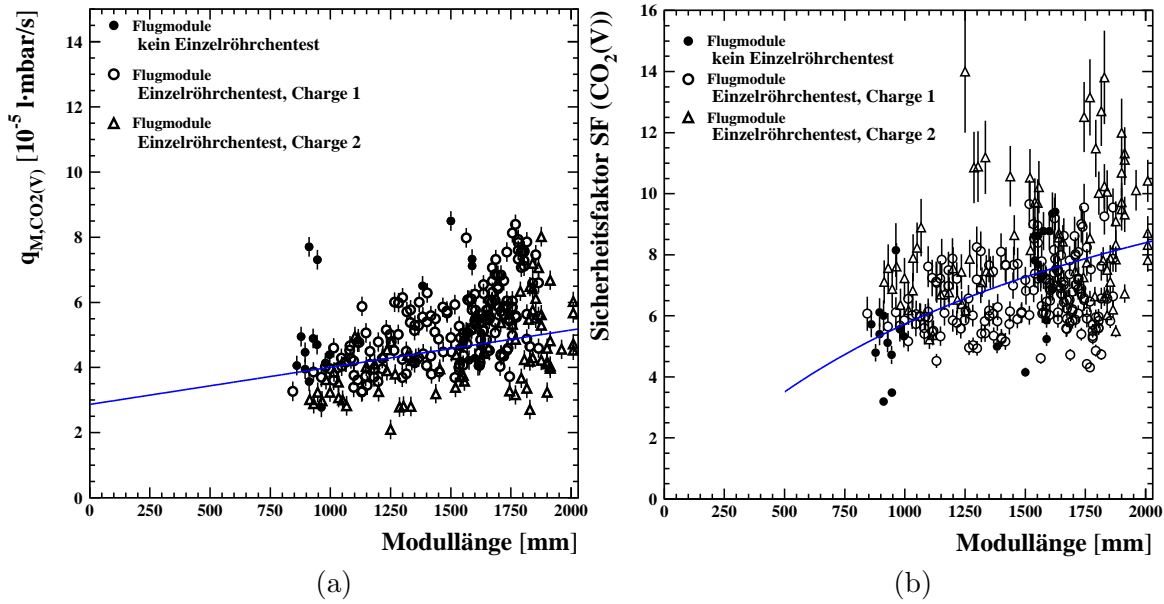 q_M,CO2(V) [10^-5 l·mbar/s]
14
12
10
8
6
4
2
0
Flugmodule
kein Einzelröhrchentest
Flugmodule
Einzelröhrchentest, Charge 1
Flugmodule
Einzelröhrchentest, Charge 2
0 250 500 750 1000 1250 1500 1750 2000
Modullänge [mm]
(a)
Sicherheitsfaktor SF (CO_2(V))
16
14
12
10
8
6
4
2
0
Flugmodule
kein Einzelröhrchentest
Flugmodule
Einzelröhrchentest, Charge 1
Flugmodule
Einzelröhrchentest, Charge 2
0 250 500 750 1000 1250 1500 1750 2000
Modullänge [mm]
(b)